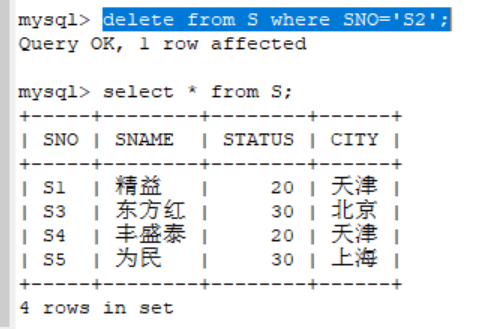 mysql> delete from S where SNO='S2';
Query OK, 1 row affected
mysql> select * from S;
+-----+--------+--------+------+
| SNO | SNAME  | STATUS | CITY |
+-----+--------+--------+------+
| S1  | 精益   |     20 | 天津 |
| S3  | 东方红 |     30 | 北京 |
| S4  | 丰盛泰 |     20 | 天津 |
| S5  | 为民   |     30 | 上海 |
+-----+--------+--------+------+
4 rows in set